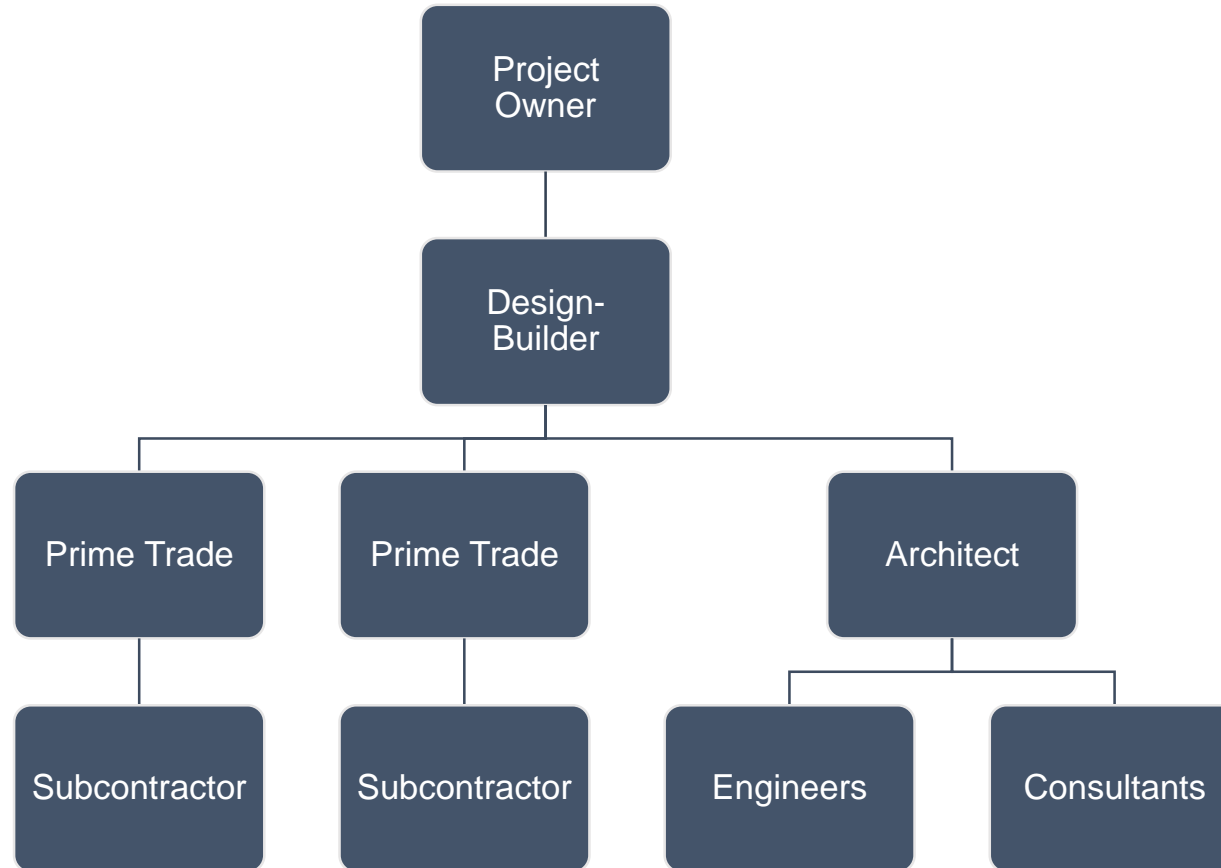 Project
Owner
Design-
Builder
Prime Trade
Prime Trade
Architect
Subcontractor
Subcontractor
Engineers
Consultants